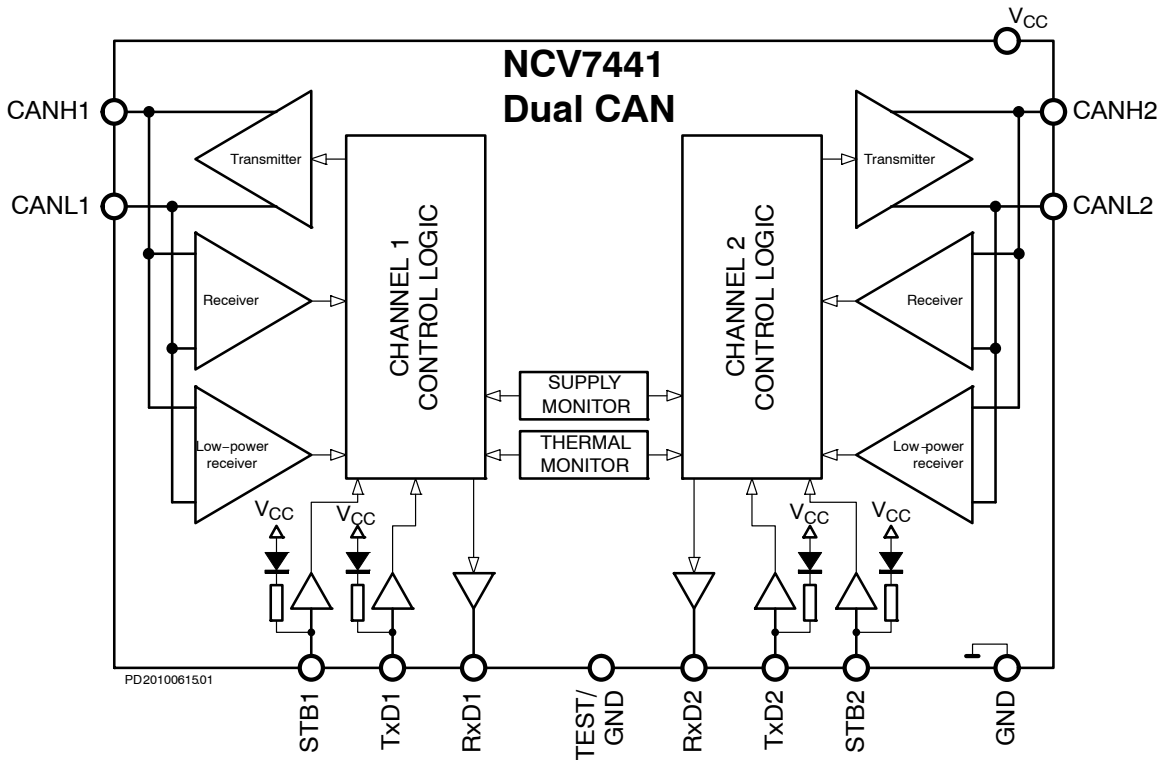 VCC
NCV7441
Dual CAN
CANH1
CANH2
Transmitter
Transmitter
CANL1
CANL2
CHANNEL 1
CONTROL LOGIC
CHANNEL 2
CONTROL LOGIC
Receiver
Receiver
SUPPLY
MONITOR
THERMAL
MONITOR
Low−power
receiver
Low−power
receiver
VCC
VCC
VCC
VCC
PD20100615.01
STB1
TxD1
RxD1
TEST/
GND
RxD2
TxD2
STB2
GND